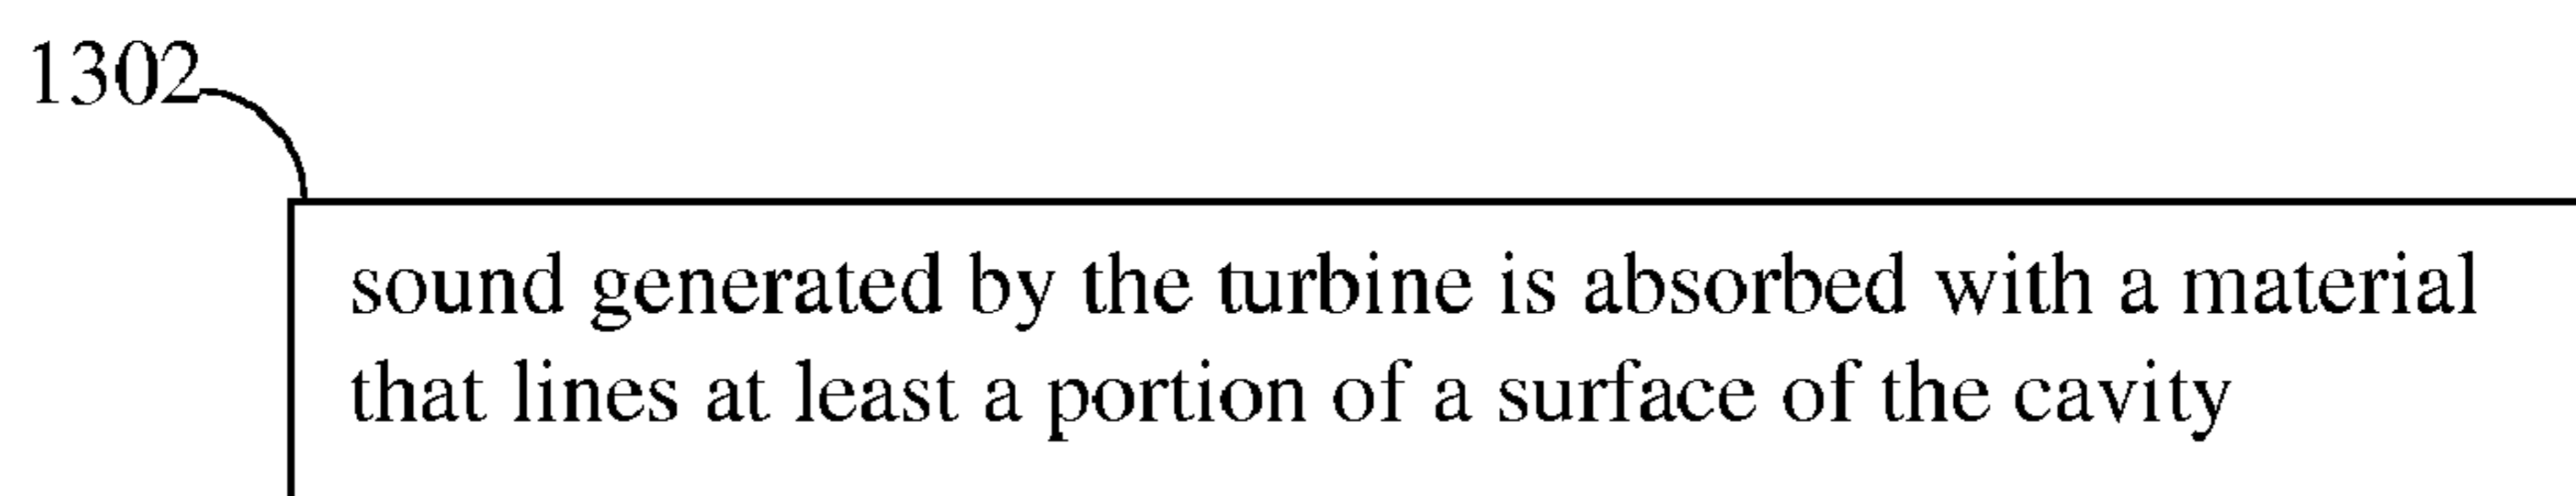 1302
sound generated by the turbine is absorbed with a material
that lines at least a portion of a surface of the cavity